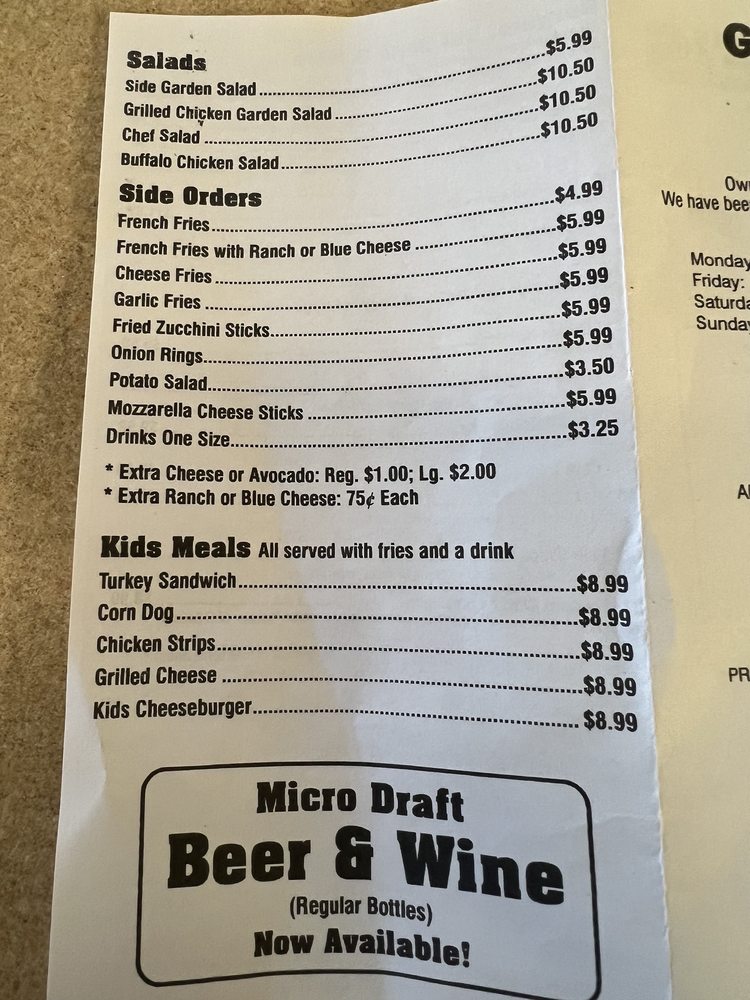 Salads
Side Garden Salad $5.99
Grilled Chicken Garden Salad $10.50
Chef Salad $10.50
Buffalo Chicken Salad $10.50
Side Orders
French Fries $4.99
French Fries with Ranch or Blue Cheese $5.99
Cheese Fries $5.99
Garlic Fries $5.99
Fried Zucchini Sticks $5.99
Onion Rings $5.99
Potato Salad $3.50
Mozzarella Cheese Sticks $5.99
Drinks One Size $3.25
* Extra Cheese or Avocado: Reg. $1.00; Lg. $2.00
* Extra Ranch or Blue Cheese: 75¢ Each
Kids Meals All served with fries and a drink
Turkey Sandwich $8.99
Corn Dog $8.99
Chicken Strips $8.99
Grilled Cheese $8.99
Kids Cheeseburger $8.99
Micro Draft
Beer & Wine
(Regular Bottles)
Now Available!
G
We have
Monday
Friday:
PR